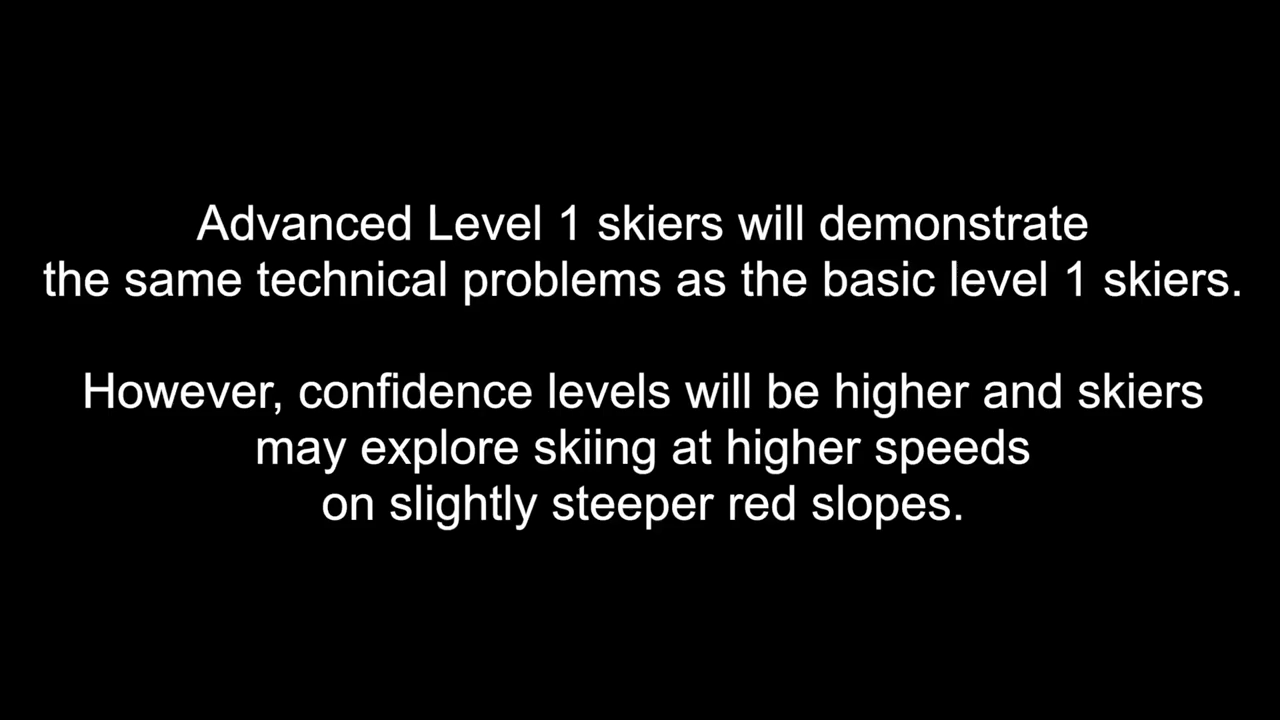 Advanced Level 1 skiers will demonstrate
the same technical problems as the basic level 1 skiers.
However, confidence levels will be higher and skiers
may explore skiing at higher speeds
on slightly steeper red slopes.